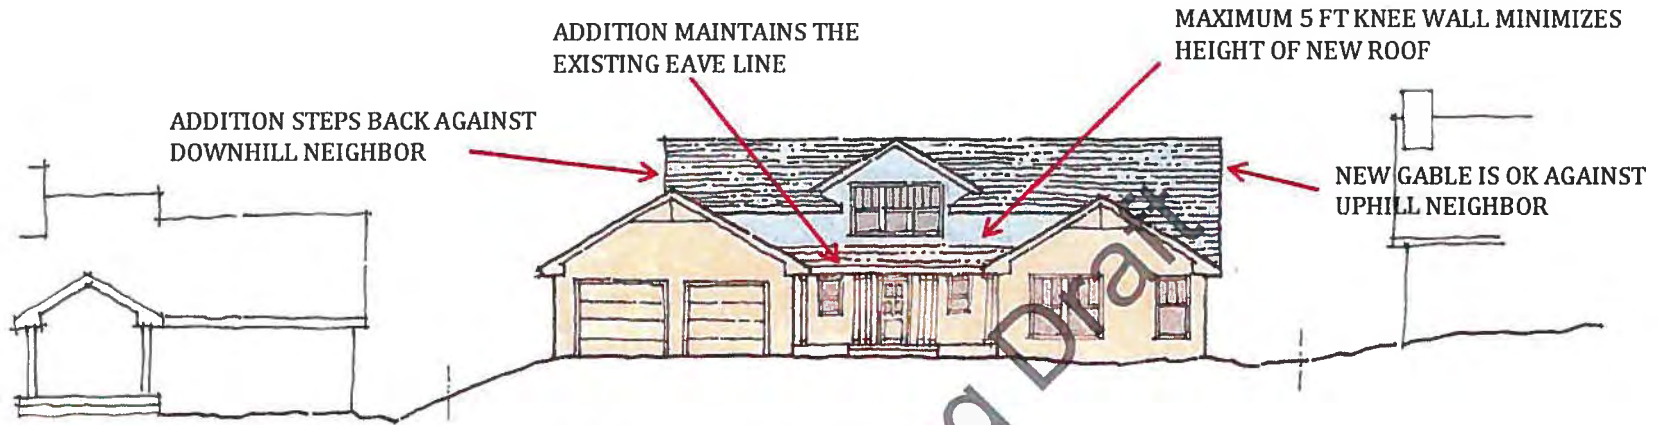 ADDITION MAINTAINS THE
EXISTING EAVE LINE
MAXIMUM 5 FT KNEE WALL MINIMIZES
HEIGHT OF NEW ROOF
ADDITION STEPS BACK AGAINST
DOWNHILL NEIGHBOR
NEW GABLE IS OK AGAINST
UPHILL NEIGHBOR
g Draft